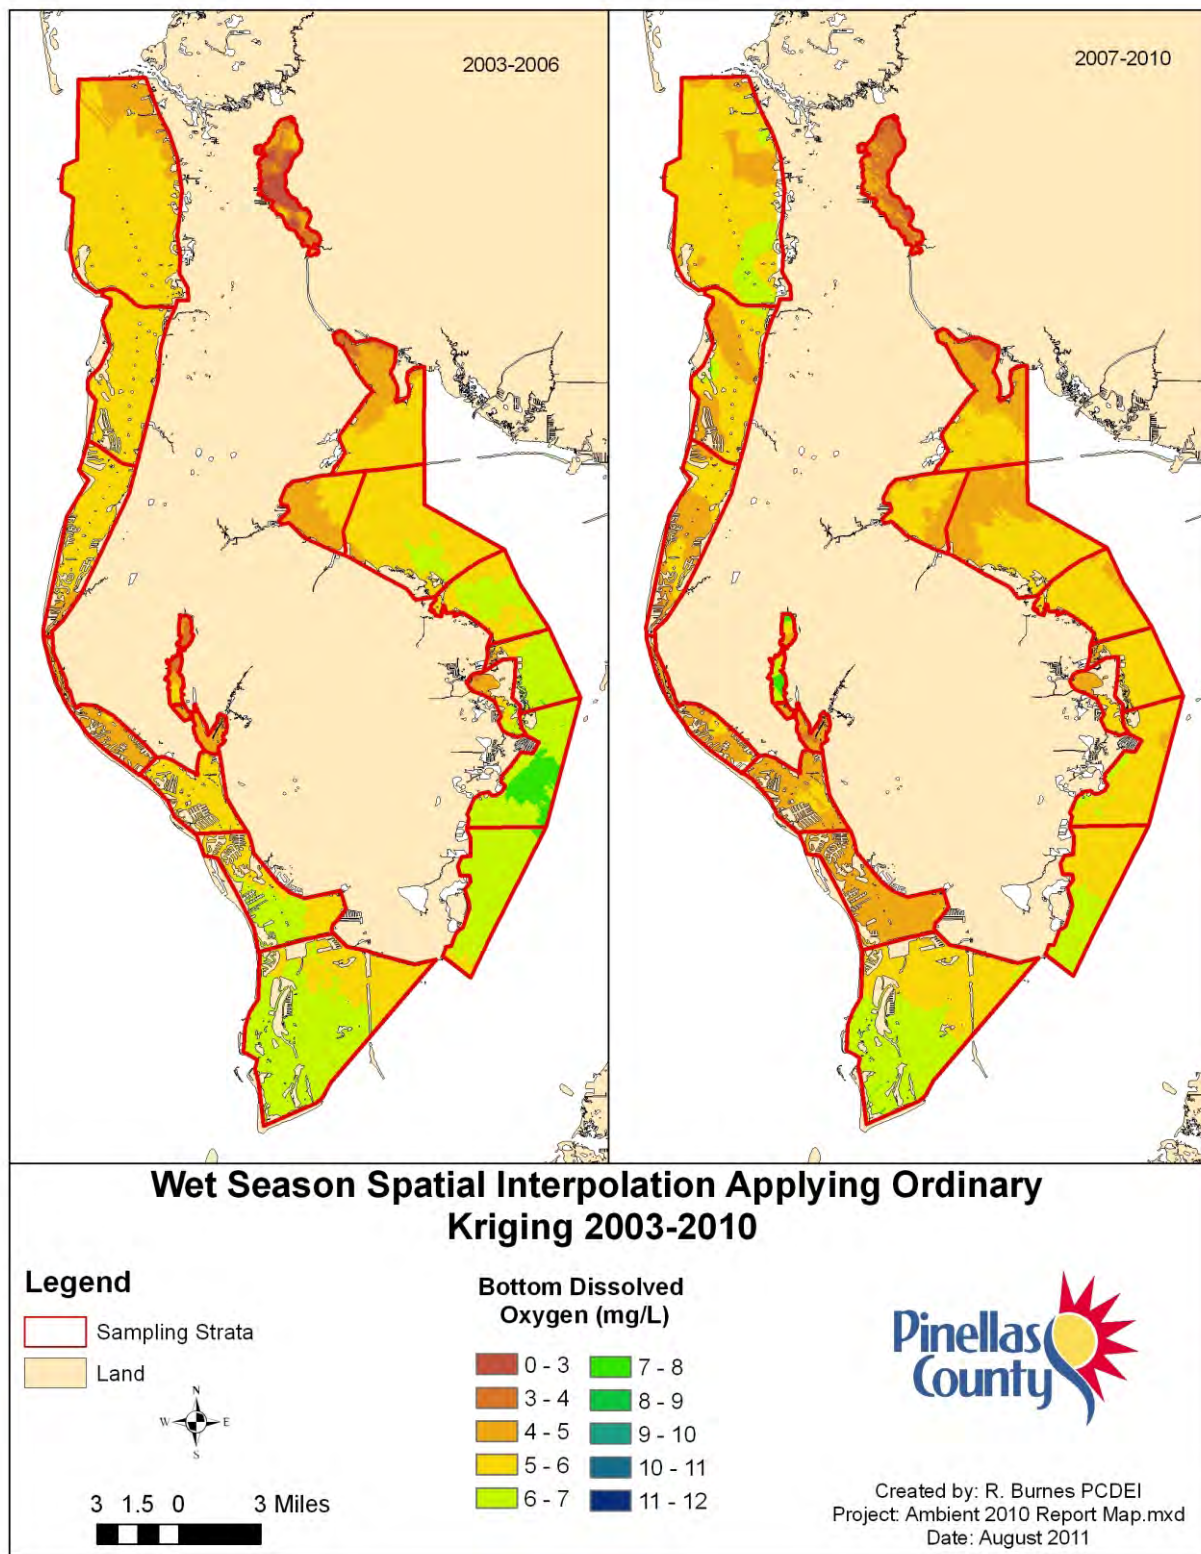 2003-2006
2007-2010
Wet Season Spatial Interpolation Applying Ordinary
Kriging 2003-2010
Legend
Sampling Strata
Land
N
W E
S
3 1.5 0 3 Miles
Bottom Dissolved
Oxygen (mg/L)
0 - 3
3 - 4
4 - 5
5 - 6
6 - 7
7 - 8
8 - 9
9 - 10
10 - 11
11 - 12
Pinellas
County
Created by: R. Burnes PCDEI
Project: Ambient 2010 Report Map.mxd
Date: August 2011